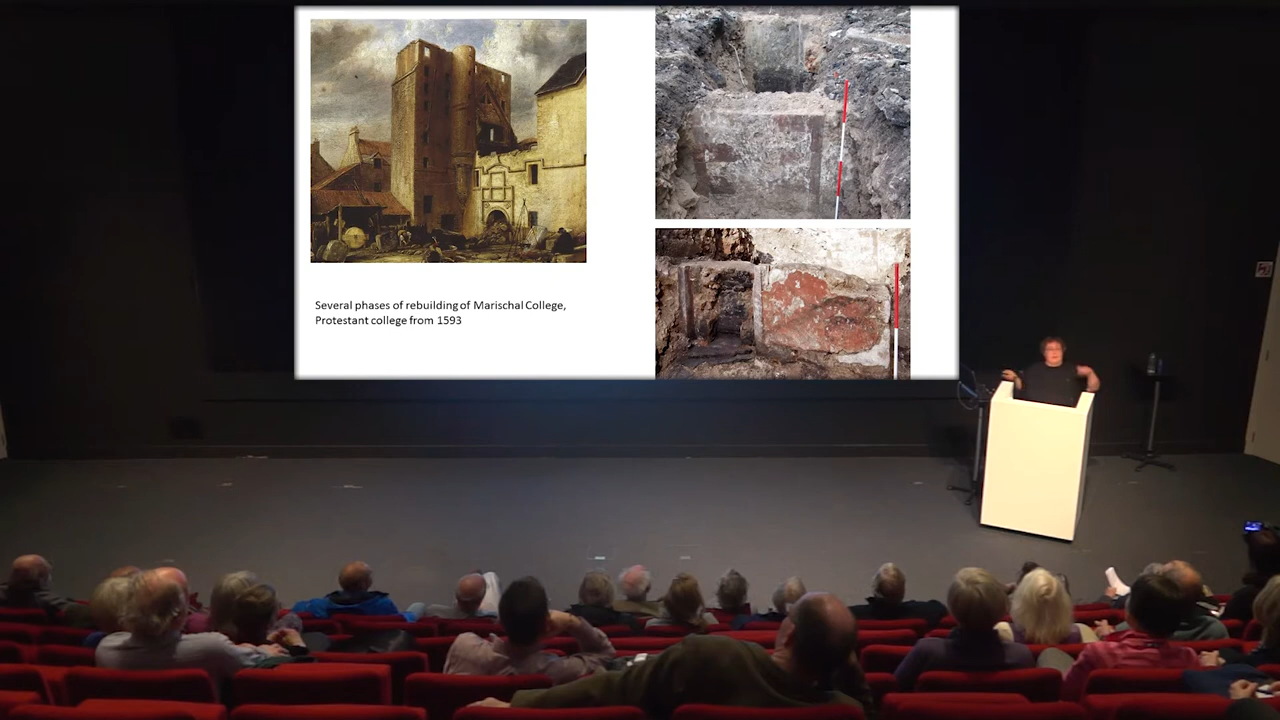 Several phases of rebuilding of Marischal College,
Protestant college from 1593